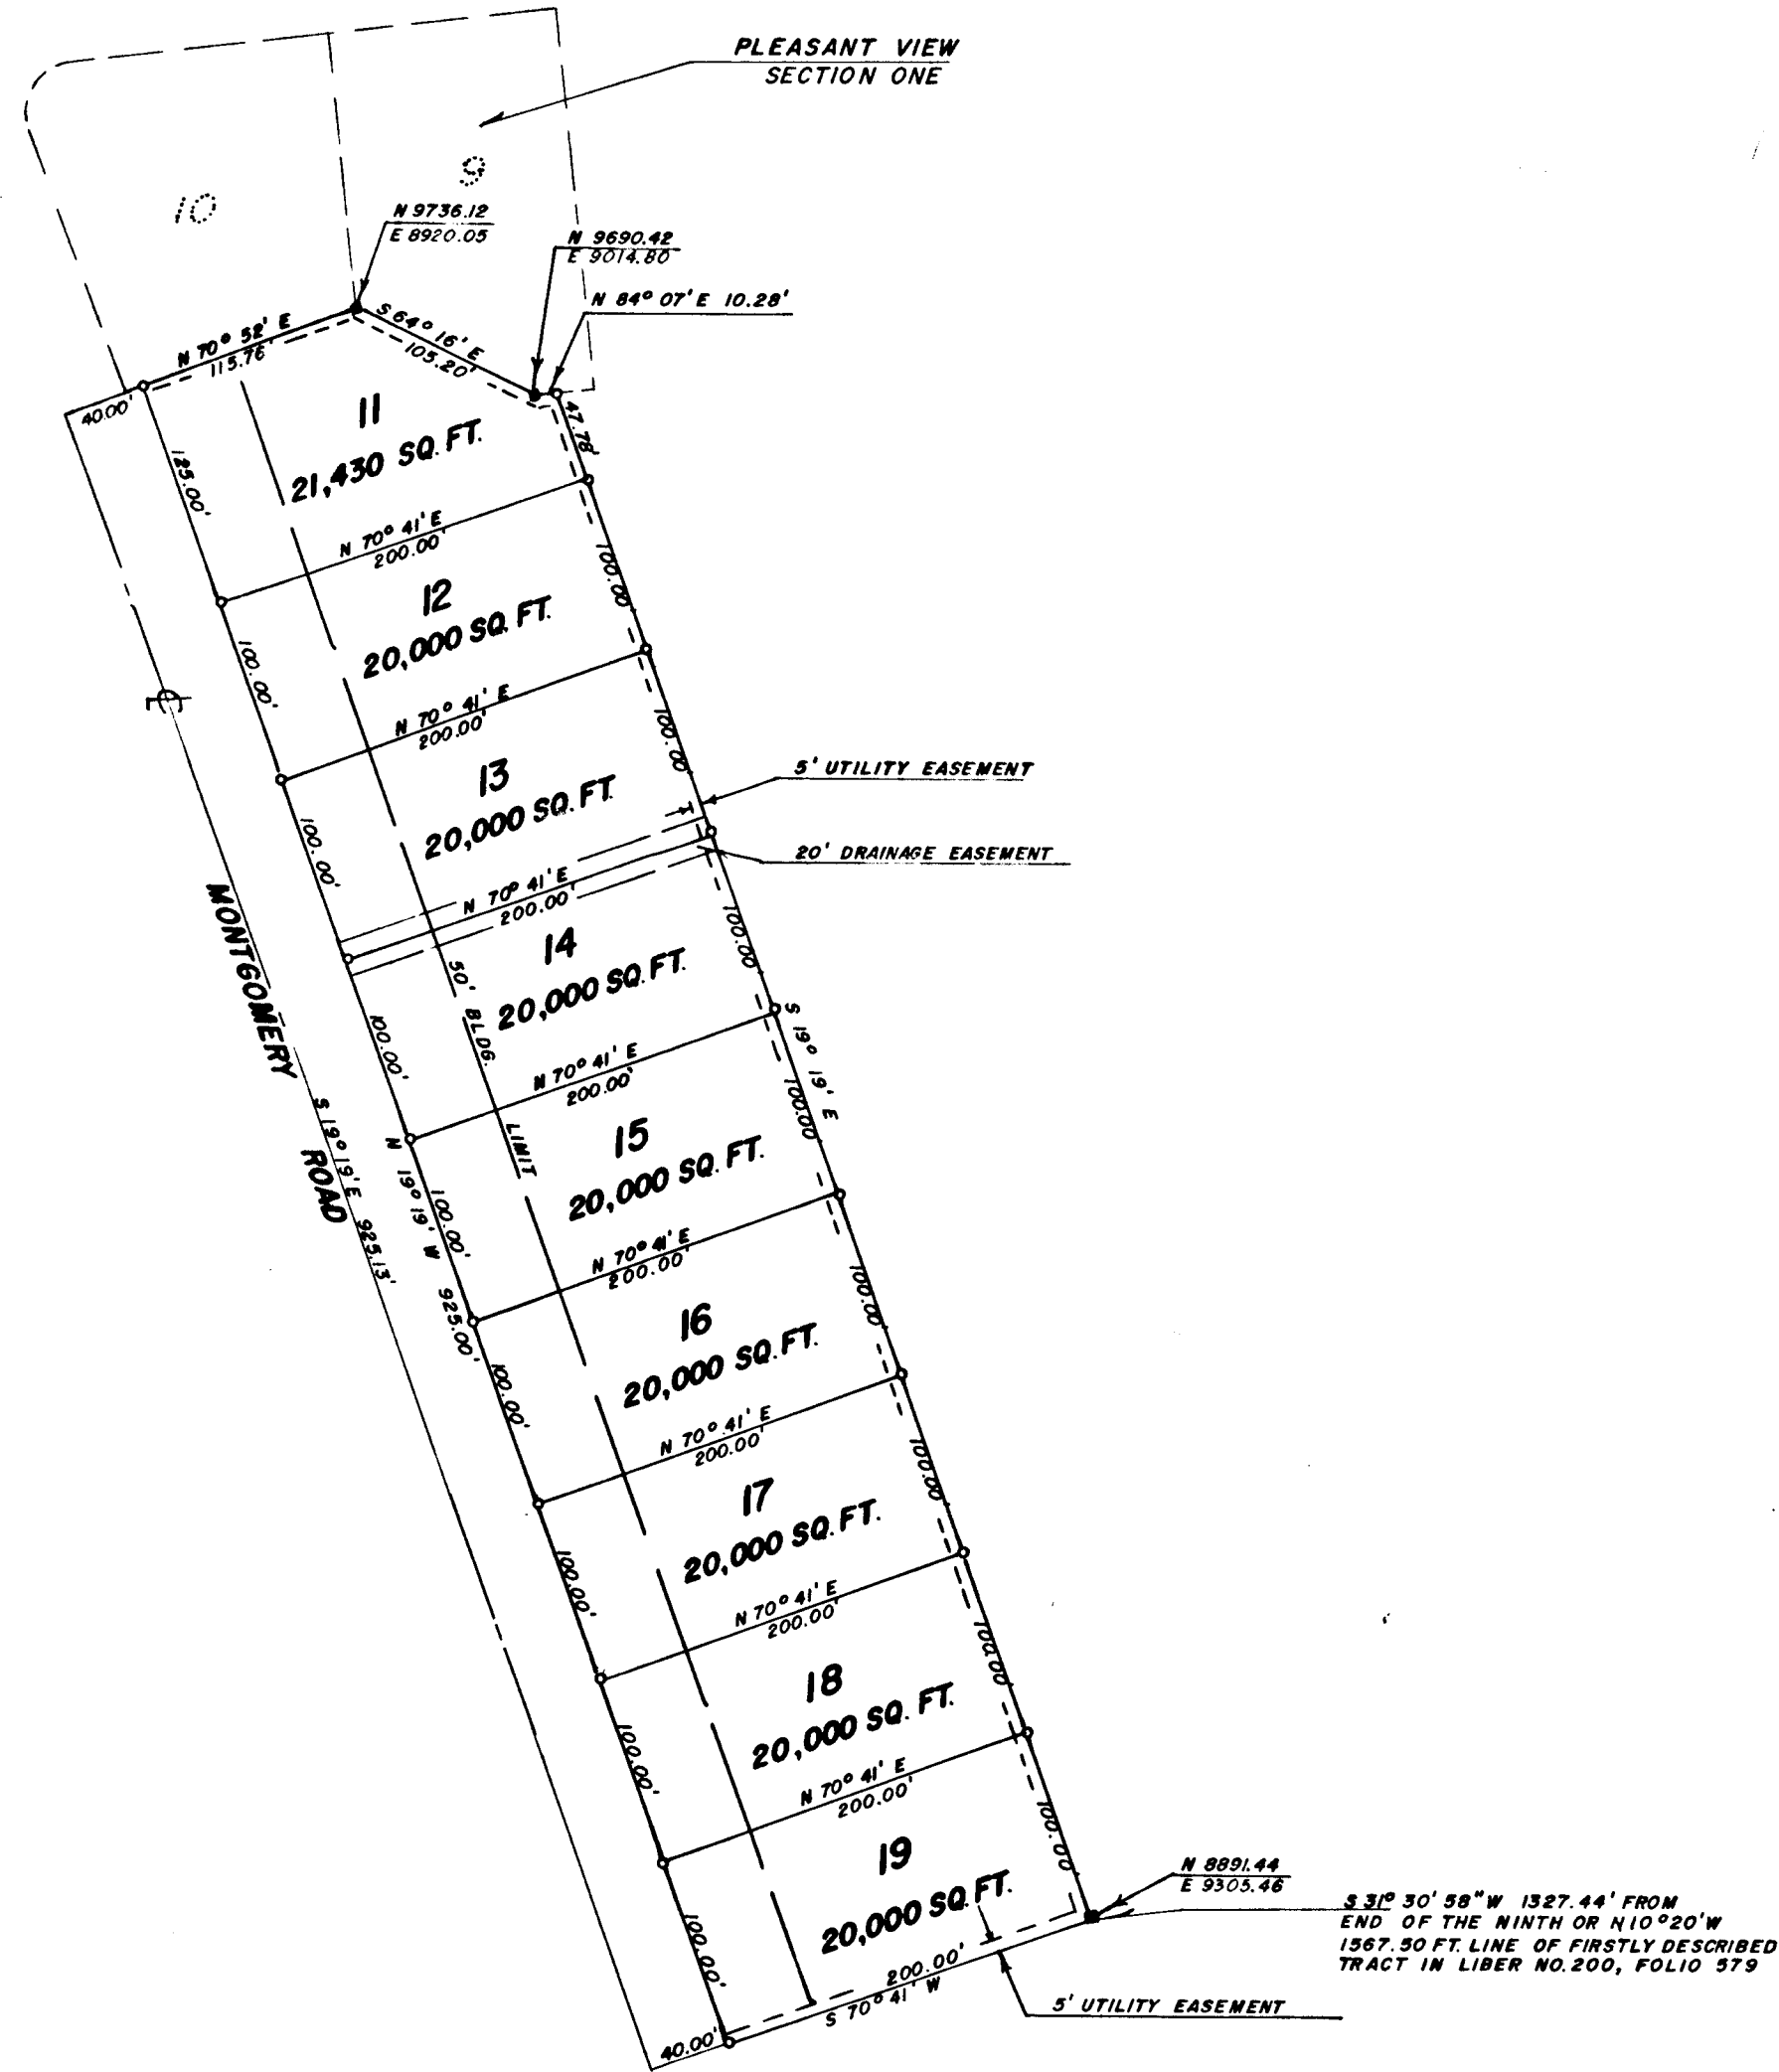 PLEASANT VIEW
SECTION ONE
10
9
N 9736.12
E 8920.05
N 9690.42
E 9014.80
N 84° 07' E 10.28'
N 70° 52' E
115.76'
S 64° 16' E
105.20'
40.00'
47.78'
125.00'
11
21,430 SQ. FT.
N 70° 41' E
200.00'
100.00
100.00'
12
20,000 SQ. FT.
N 70° 41' E
200.00'
100.00
100.00'
13
20,000 SQ. FT.
5' UTILITY EASEMENT
20' DRAINAGE EASEMENT
N 70° 41' E
200.00'
100.00
100.00'
14
20,000 SQ. FT.
50' BLDG. LIMIT
MONTGOMERY ROAD
S 19° 19' E 925.13'
N 70° 41' E
200.00'
S 19° 19' E
100.00
N 19° 19' W 925.00'
100.00'
15
20,000 SQ. FT.
N 70° 41' E
200.00'
100.00
100.00'
16
20,000 SQ. FT.
N 70° 41' E
200.00'
100.00
100.00'
17
20,000 SQ. FT.
N 70° 41' E
200.00'
100.00
100.00'
18
20,000 SQ. FT.
N 70° 41' E
200.00'
100.00
100.00'
19
20,000 SQ. FT.
N 8891.44
E 9305.46
S 31° 30' 58" W 1327.44' FROM
END OF THE NINTH OR N10°20'W
1567.50 FT. LINE OF FIRSTLY DESCRIBED
TRACT IN LIBER NO. 200, FOLIO 579
200.00'
S 70° 41' W
5' UTILITY EASEMENT
40.00'